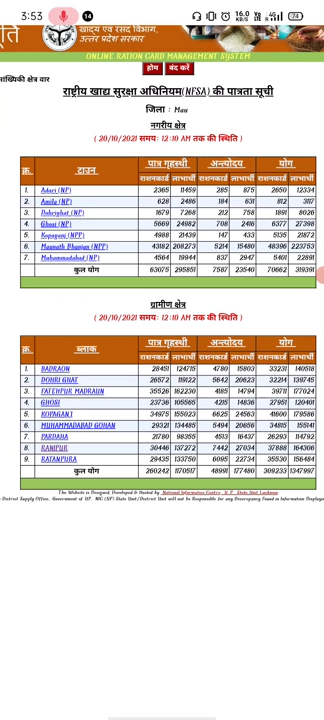 3:53 14 16.0 KB/S Vo LTE 4G 74
खाद्य एवं रसद विभाग,
उत्तर प्रदेश सरकार
ONLINE RATION CARD MANAGEMENT SYSTEM
होम बंद करें
सांख्यिकी क्षेत्र वार
राष्ट्रीय खाद्य सुरक्षा अधिनियम(NFSA) की पात्रता सूची
जिला : Mau
नगरीय क्षेत्र
( 20/10/2021 समय: 12:10 AM तक की स्थिति )
क्र. टाउन पात्र गृहस्थी अन्त्योदय योग
राशनकार्ड लाभार्थी राशनकार्ड लाभार्थी राशनकार्ड लाभार्थी
1. Adari (NP) 2365 11459 285 875 2650 12334
2. Amila (NP) 628 2486 184 631 812 3117
3. Dohrighat (NP) 1679 7268 212 758 1891 8026
4. Ghosi (NP) 5669 24982 708 2416 6377 27398
5. Kopaganj (NP) 4988 21439 147 433 5135 21872
6. Maunath Bhanjan (NPP) 43182 208273 5214 15480 48396 223753
7. Muhammadabad (NP) 4564 19944 837 2947 5401 22891
कुल योग 63075 295851 7587 23540 70662 319391
ग्रामीण क्षेत्र
( 20/10/2021 समय: 12:10 AM तक की स्थिति )
क्र. ब्लाक पात्र गृहस्थी अन्त्योदय योग
राशनकार्ड लाभार्थी राशनकार्ड लाभार्थी राशनकार्ड लाभार्थी
1. BADRAON 28451 124715 4780 15803 33231 140518
2. DOHRI GHAT 26572 119122 5642 20623 32214 139745
3. FATEHPUR MADRAUN 35526 162230 4185 14794 39711 177024
4. GHOSI 23736 105565 4215 14836 27951 120401
5. KOPAGANJ 34975 155023 6625 24563 41600 179586
6. MUHAMMADABAD GOHAN 29321 134485 5494 20656 34815 155141
7. PARDAHA 21780 98355 4513 16437 26293 114792
8. RANIPUR 30446 137272 7442 27034 37888 164306
9. RATANPURA 29435 133750 6095 22734 35530 156484
कुल योग 260242 1170517 48991 177480 309233 1347997
The Website is Designed, Developed & Hosted by National Informatics Centre, U. P. State Unit Lucknow
District Supply Office, Government of UP. NIC (UP) State Unit/District Unit will not be Responsible for any Discrepancy Found in Information Displaye